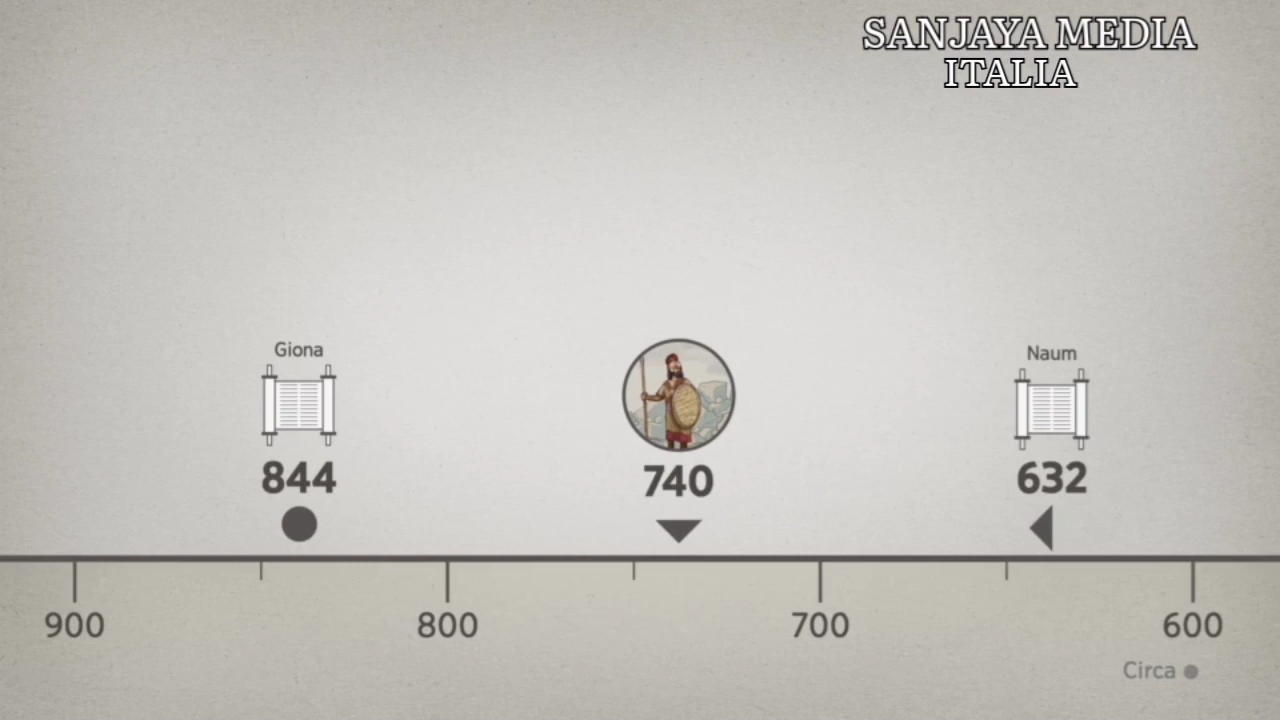 SANJAYA MEDIA
ITALIA
Giona
Naum
844
740
632
900
800
700
600
Circa